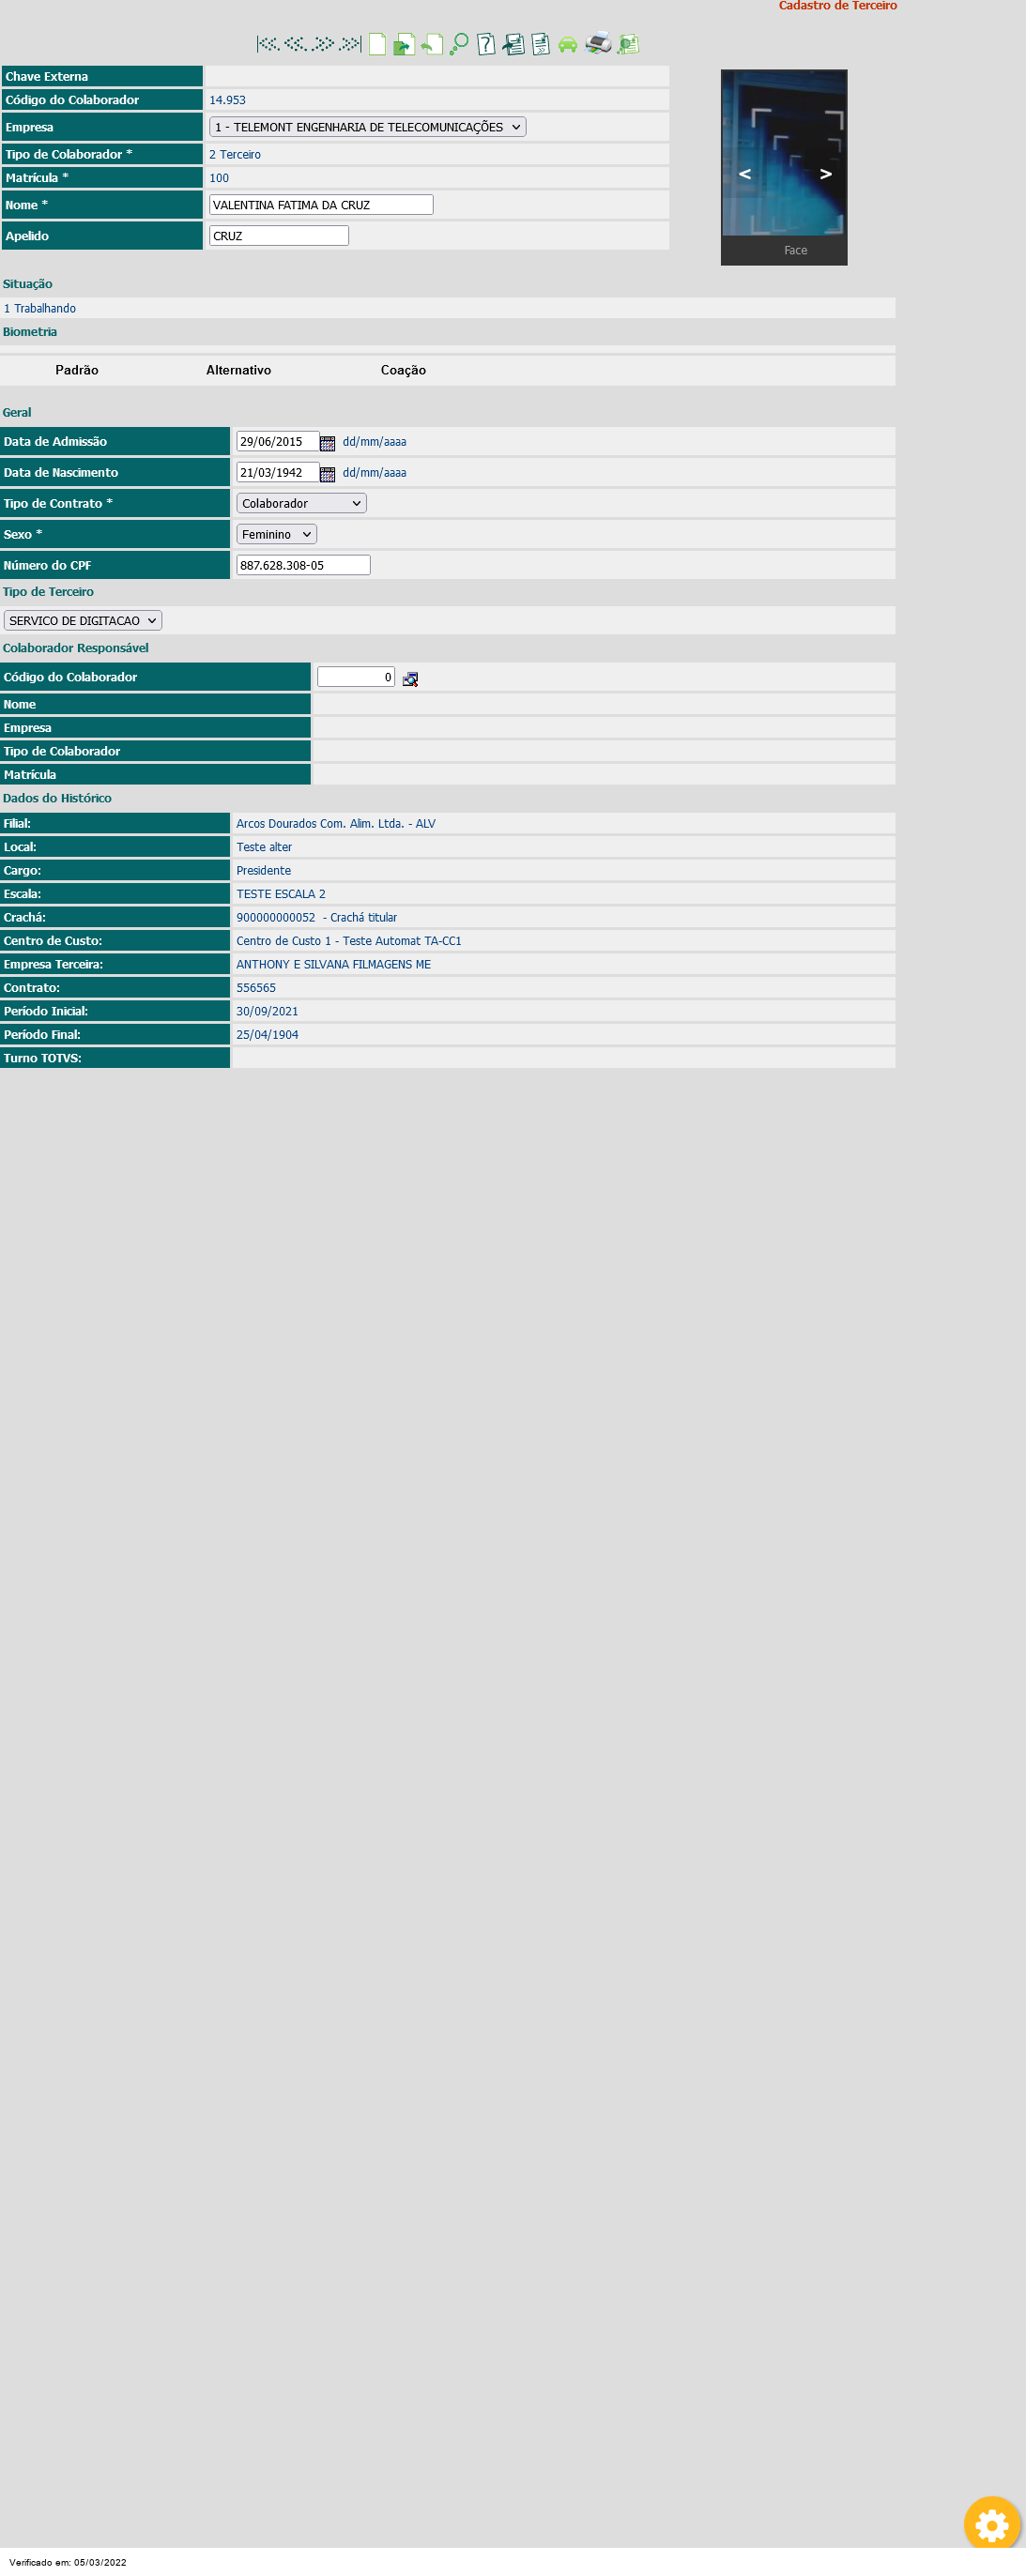 Cadastro de Terceiro
Chave Externa
Código do Colaborador 14.953
Empresa 1 - TELEMONT ENGENHARIA DE TELECOMUNICAÇÕES
Tipo de Colaborador * 2 Terceiro
Matrícula * 100
Nome * VALENTINA FATIMA DA CRUZ
Apelido CRUZ
< >
Face
Situação
1 Trabalhando
Biometria
Padrão Alternativo Coação
Geral
Data de Admissão 29/06/2015 dd/mm/aaaa
Data de Nascimento 21/03/1942 dd/mm/aaaa
Tipo de Contrato * Colaborador
Sexo * Feminino
Número do CPF 887.628.308-05
Tipo de Terceiro
SERVICO DE DIGITACAO
Colaborador Responsável
Código do Colaborador 0
Nome
Empresa
Tipo de Colaborador
Matrícula
Dados do Histórico
Filial: Arcos Dourados Com. Alim. Ltda. - ALV
Local: Teste alter
Cargo: Presidente
Escala: TESTE ESCALA 2
Crachá: 900000000052 - Crachá titular
Centro de Custo: Centro de Custo 1 - Teste Automat TA-CC1
Empresa Terceira: ANTHONY E SILVANA FILMAGENS ME
Contrato: 556565
Período Inicial: 30/09/2021
Período Final: 25/04/1904
Turno TOTVS:
Verificado em: 05/03/2022